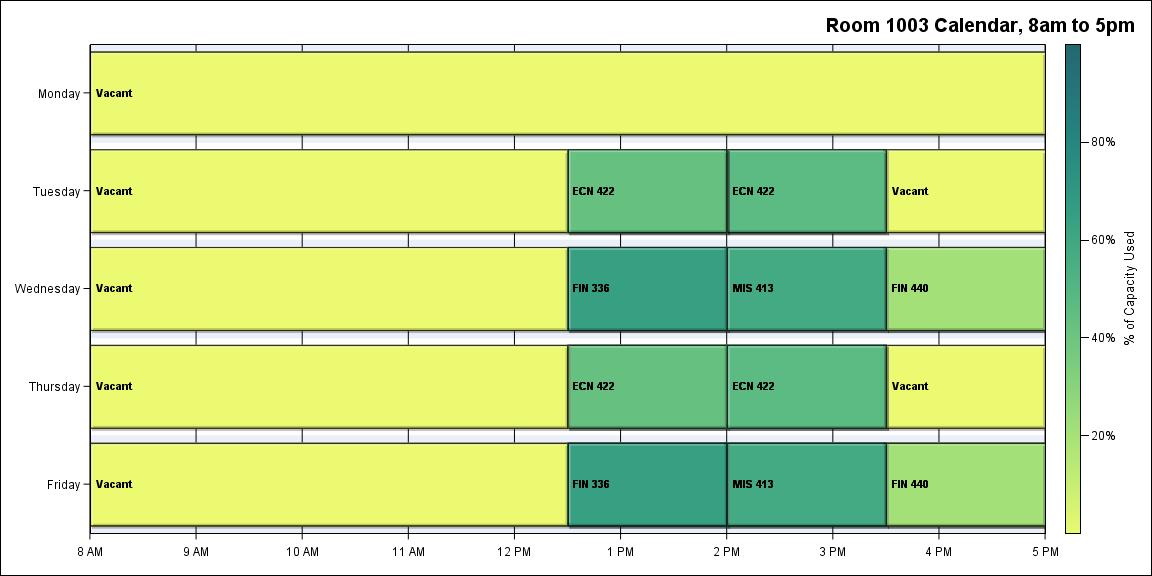 Room 1003 Calendar, 8am to 5pm
Monday
Vacant
Tuesday
Vacant
ECN 422
ECN 422
Vacant
Wednesday
Vacant
FIN 336
MIS 413
FIN 440
Thursday
Vacant
ECN 422
ECN 422
Vacant
Friday
Vacant
FIN 336
MIS 413
FIN 440
8 AM
9 AM
10 AM
11 AM
12 PM
1 PM
2 PM
3 PM
4 PM
5 PM
80%
60%
40%
20%
% of Capacity Used